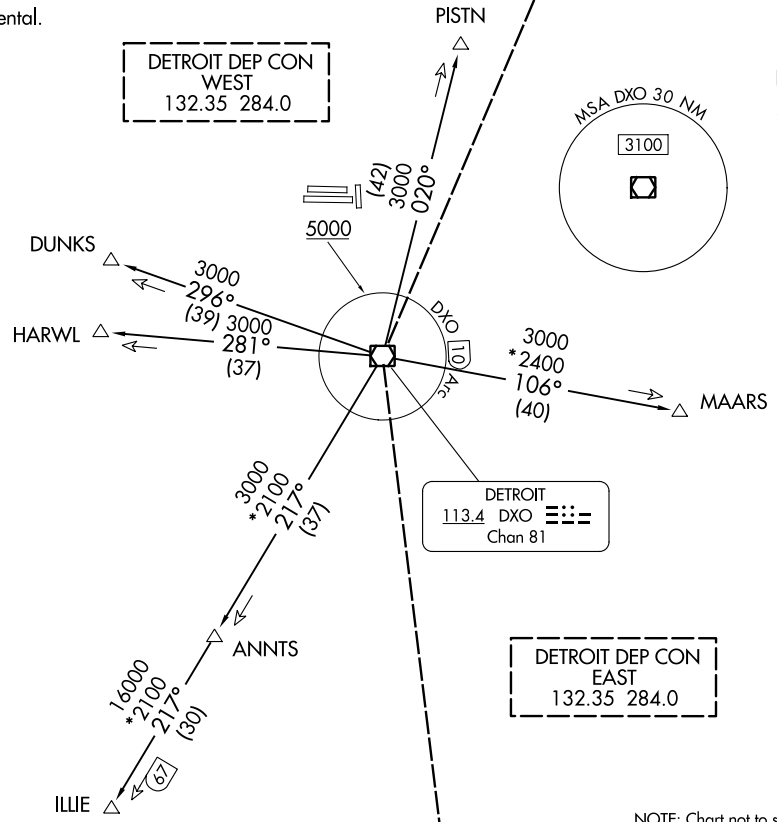 ental.
PISTN
DETROIT DEP CON
WEST
132.35 284.0
MSA DXO 30 NM
3100
(42)
3000
020°
5000
DUNKS
3000
296°
(39)
HARWL
3000
281°
(37)
DXO 10 Arc
3000
*2400
106°
(40)
MAARS
3000
*2100
217°
(37)
DETROIT
113.4 DXO
Chan 81
ANNTS
DETROIT DEP CON
EAST
132.35 284.0
16000
*2100
217°
(30)
67
ILLIE
NOTE: Chart not to s